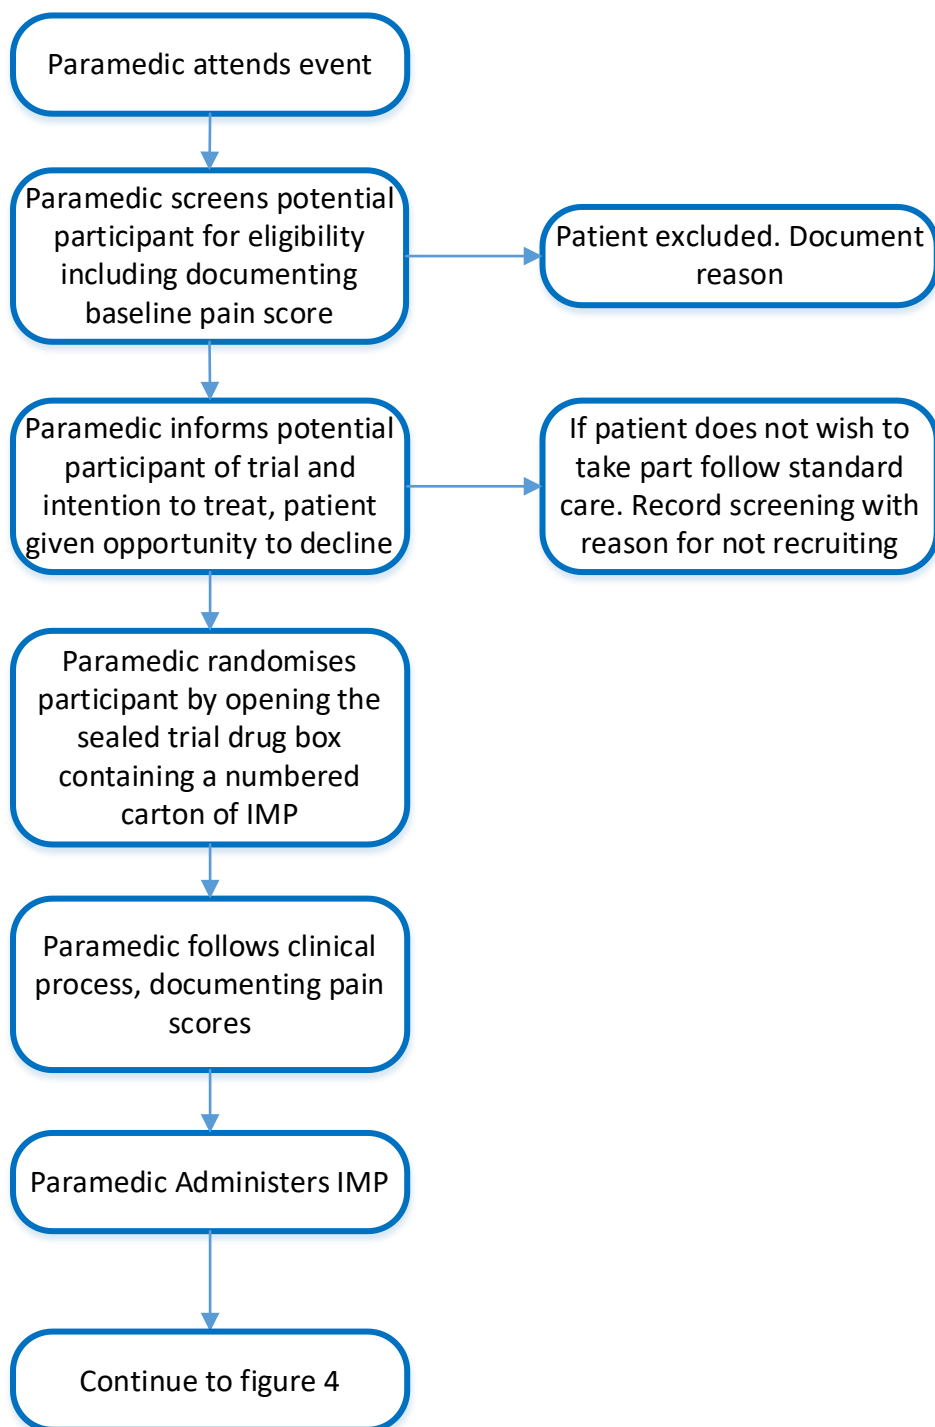 Paramedic attends event
Paramedic screens potential
participant for eligibility
including documenting
baseline pain score
Patient excluded. Document
reason
Paramedic informs potential
participant of trial and
intention to treat, patient
given opportunity to decline
If patient does not wish to
take part follow standard
care. Record screening with
reason for not recruiting
Paramedic randomises
participant by opening the
sealed trial drug box
containing a numbered
carton of IMP
Paramedic follows clinical
process, documenting pain
scores
Paramedic Administers IMP
Continue to figure 4